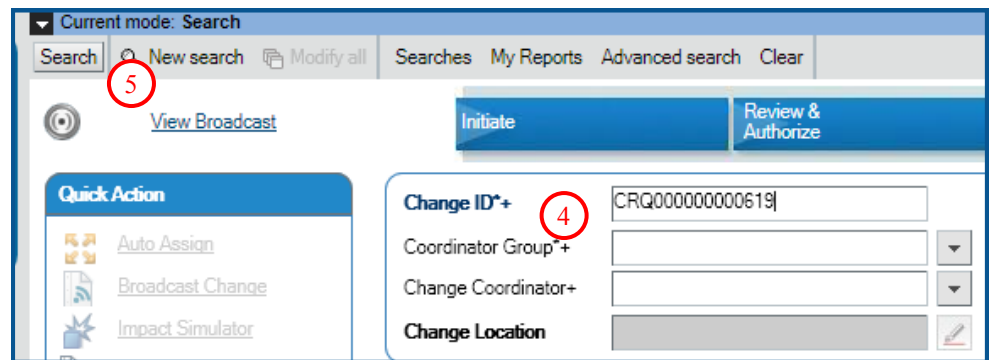 Current mode: Search
Search New search Modify all Searches My Reports Advanced search Clear
5
View Broadcast
Initiate
Review &
Authorize
Quick Action
Auto Assign
Broadcast Change
Impact Simulator
Change ID*+
4
CRQ000000000619
Coordinator Group*+
Change Coordinator+
Change Location